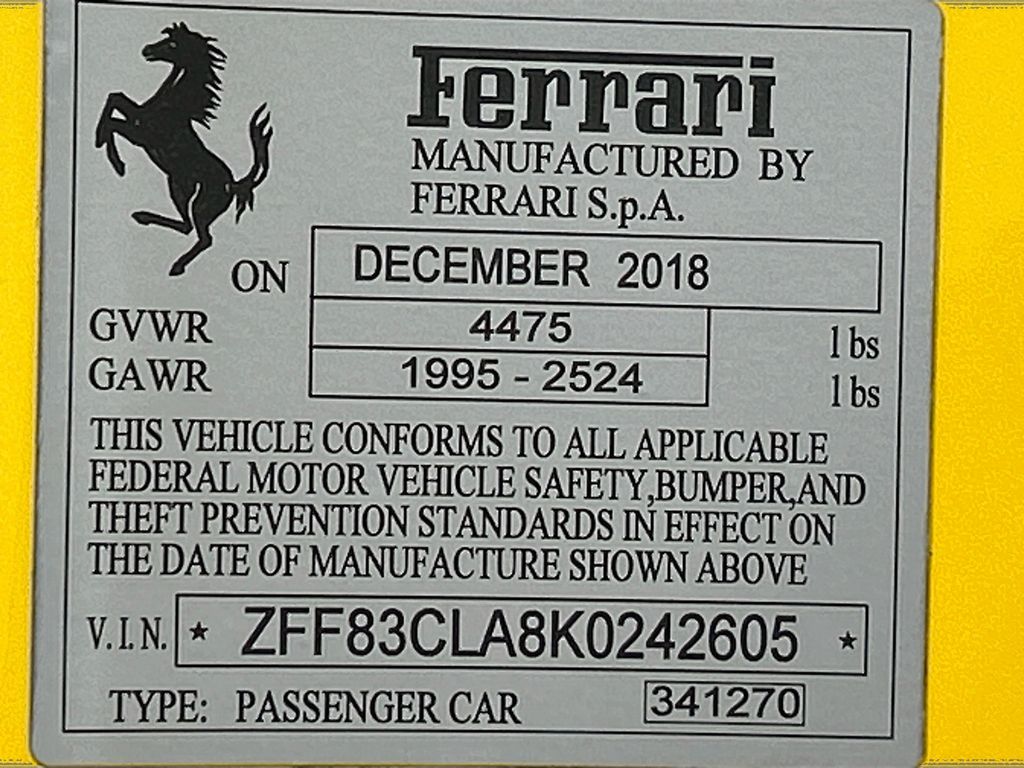 Ferrari
MANUFACTURED BY
FERRARI S.p.A.
ON DECEMBER 2018
GVWR 4475 lbs
GAWR 1995 - 2524 lbs
THIS VEHICLE CONFORMS TO ALL APPLICABLE
FEDERAL MOTOR VEHICLE SAFETY,BUMPER,AND
THEFT PREVENTION STANDARDS IN EFFECT ON
THE DATE OF MANUFACTURE SHOWN ABOVE
V.I.N. ★ ZFF83CLA8K0242605 ★
TYPE: PASSENGER CAR 341270